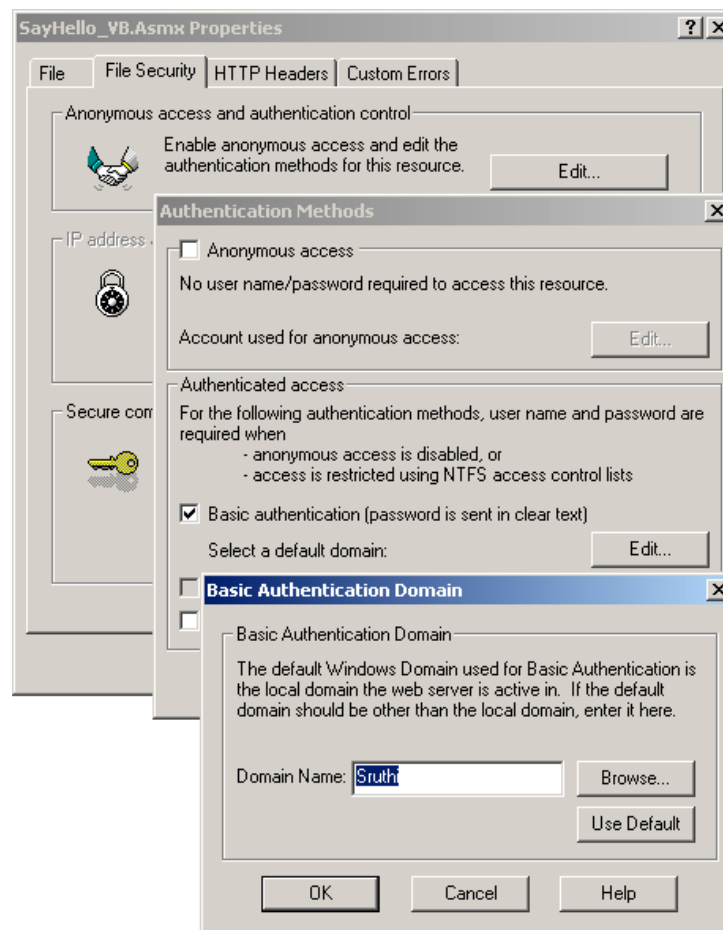 SayHello_VB.Asmx Properties
File
File Security
HTTP Headers
Custom Errors
Anonymous access and authentication control
Enable anonymous access and edit the
authentication methods for this resource.
Edit...
IP address
Secure com
Authentication Methods
Anonymous access
No user name/password required to access this resource.
Account used for anonymous access:
Edit...
Authenticated access
For the following authentication methods, user name and password are
required when
- anonymous access is disabled, or
- access is restricted using NTFS access control lists
Basic authentication (password is sent in clear text)
Select a default domain:
Edit...
Basic Authentication Domain
Basic Authentication Domain
The default Windows Domain used for Basic Authentication is
the local domain the web server is active in. If the default
domain should be other than the local domain, enter it here.
Domain Name:
Sruthi
Browse...
Use Default
OK
Cancel
Help